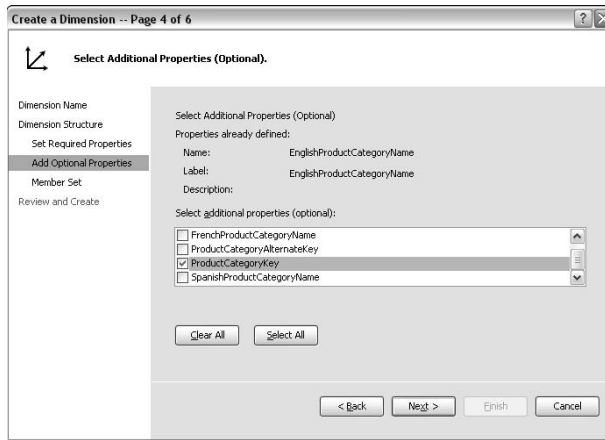 Create a Dimension -- Page 4 of 6
Select Additional Properties (Optional).
Dimension Name
Dimension Structure
Set Required Properties
Add Optional Properties
Member Set
Review and Create
Select Additional Properties (Optional)
Properties already defined:
Name: EnglishProductCategoryName
Label: EnglishProductCategoryName
Description:
Select additional properties (optional):
FrenchProductCategoryName
ProductCategoryAlternateKey
ProductCategoryKey
SpanishProductCategoryName
Clear All Select All
< Back Next > Finish Cancel